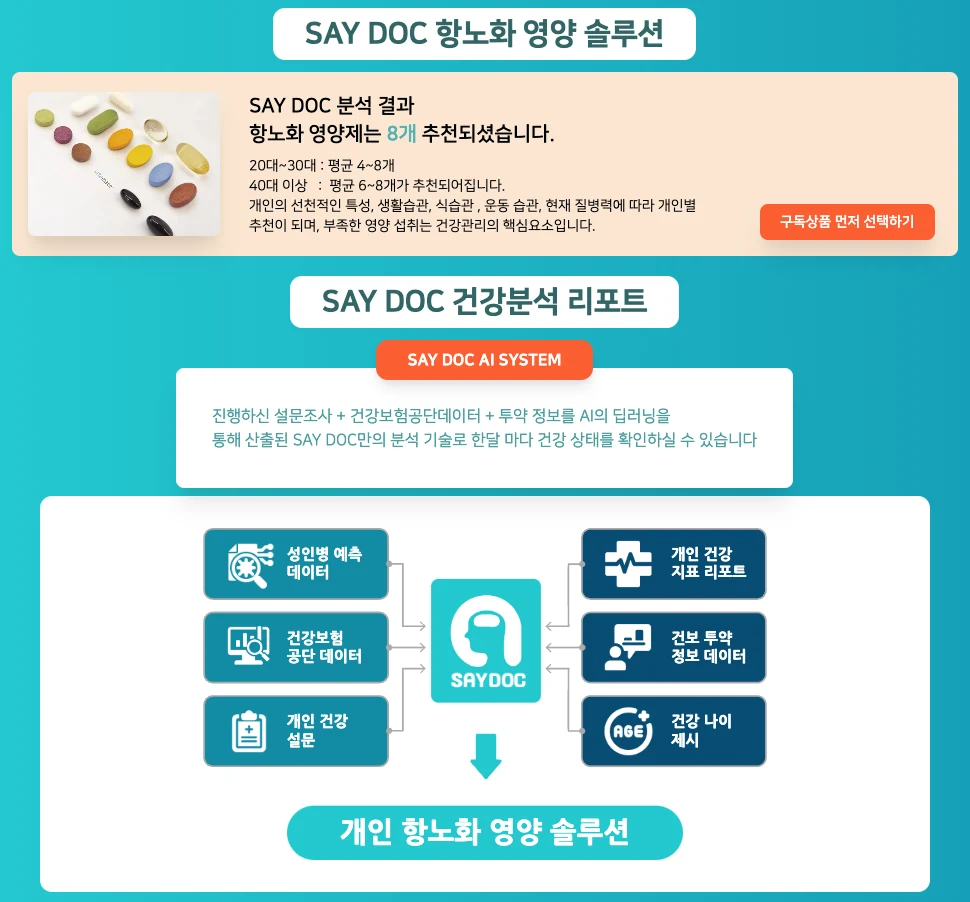 SAY DOC 항노화 영양 솔루션
SAY DOC 분석 결과
항노화 영양제는 8개 추천되셨습니다.
20대~30대 : 평균 4~8개
40대 이상 : 평균 6~8개가 추천되어집니다.
개인의 선천적인 특성, 생활습관, 식습관 , 운동 습관, 현재 질병력에 따라 개인별
추천이 되며, 부족한 영양 섭취는 건강관리의 핵심요소입니다.
구독상품 먼저 선택하기
SAY DOC 건강분석 리포트
SAY DOC AI SYSTEM
진행하신 설문조사 + 건강보험공단데이터 + 투약 정보를 AI의 딥러닝을
통해 산출된 SAY DOC만의 분석 기술로 한달 마다 건강 상태를 확인하실 수 있습니다
성인병 예측
데이터
건강보험
공단 데이터
개인 건강
설문
SAYDOC
개인 건강
지표 리포트
건보 투약
정보 데이터
AGE
건강 나이
제시
개인 항노화 영양 솔루션